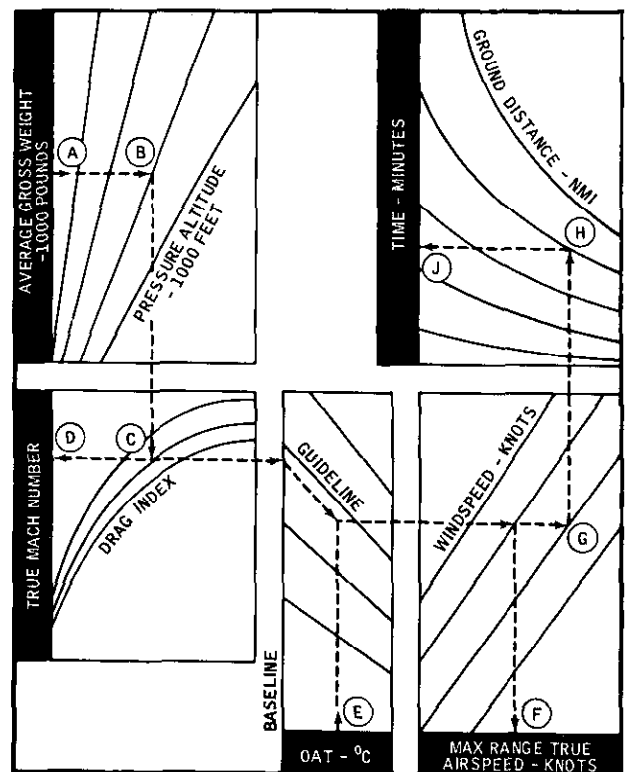 AVERAGE GROSS WEIGHT
-1000 POUNDS
A
B
PRESSURE ALTITUDE
- 1000 FEET
TIME - MINUTES
GROUND DISTANCE - NMI
H
J
TRUE MACH NUMBER
D
C
DRAG INDEX
BASELINE
GUIDELINE
E
OAT - °C
WINDSPEED - KNOTS
G
F
MAX RANGE TRUE
AIRSPEED - KNOTS